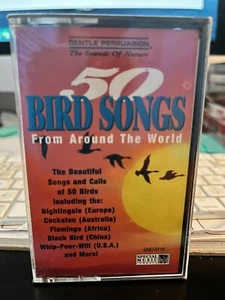 GENTLE PERSUASION
The Sounds Of Nature
50
BIRD SONGS
From Around The World
The Beautiful
Songs and Calls
of 50 Birds
including the:
Nightingale (Europe)
Cockatoo (Australia)
Flamingo (Africa)
Black Bird (China)
Whip-Poor-Will (U.S.A.)
and More!
SPECIAL
MUSIC